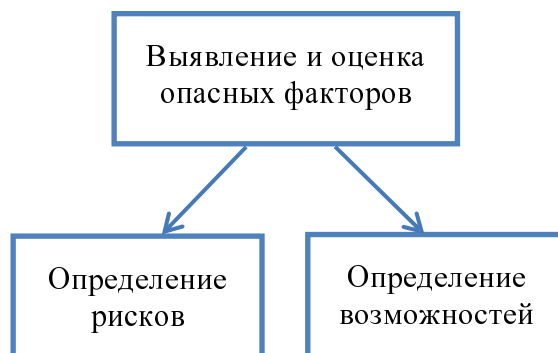 Выявление и оценка
опасных факторов
Определение
рисков
Определение
возможностей